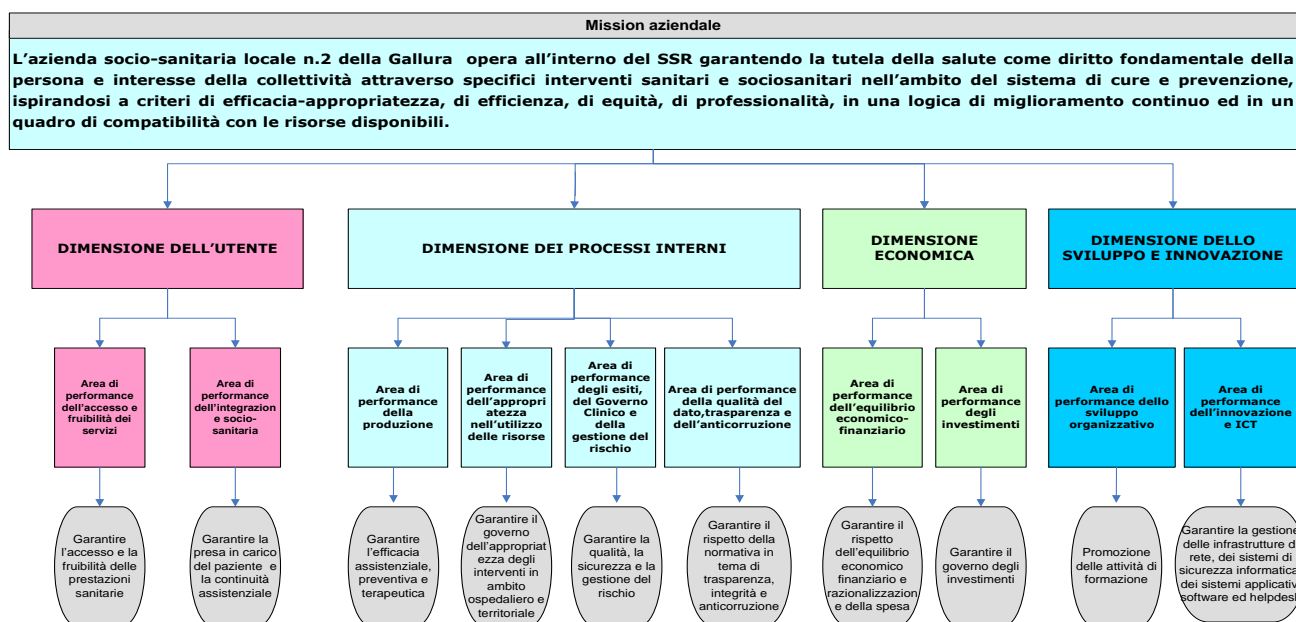 Mission aziendale
L'azienda socio-sanitaria locale n.2 della Gallura opera all'interno del SSR garantendo la tutela della salute come diritto fondamentale della
persona e interesse della collettività attraverso specifici interventi sanitari e sociosanitari nell'ambito del sistema di cure e prevenzione,
ispirandosi a criteri di efficacia-appropriatezza, di efficienza, di equità, di professionalità, in una logica di miglioramento continuo ed in un
quadro di compatibilità con le risorse disponibili.
DIMENSIONE DELL'UTENTE
DIMENSIONE DEI PROCESSI INTERNI
DIMENSIONE
ECONOMICA
DIMENSIONE DELLO
SVILUPPO E INNOVAZIONE
Area di
performance
dell'accesso e
fruibilità dei
servizi
Area di
performance
dell'integrazion
e socio-
sanitaria
Area di
performance
della
produzione
Area di
performance
dell'appropri
atezza
nell'utilizzo
delle risorse
Area di
performance
degli esiti,
del Governo
Clinico e
della
gestione del
rischio
Area di performance
della qualità del
dato,trasparenza e
dell'anticorruzione
Area di
performance
dell'equilibrio
economico-
finanziario
Area di
performance
degli
investimenti
Area di
performance dello
sviluppo
organizzativo
Area di
performance
dell'innovazione
e ICT
Garantire
l'accesso e la
fruibilità delle
prestazioni
sanitarie
Garantire la
presa in carico
del paziente e
la continuità
assistenziale
Garantire
l'efficacia
assistenziale,
preventiva e
terapeutica
Garantire il
governo
dell'appropriat
ezza degli
interventi in
ambito
ospedaliero e
territoriale
Garantire la
qualità, la
sicurezza e la
gestione del
rischio
Garantire il
rispetto della
normativa in
tema di
trasparenza,
integrità e
anticorruzione
Garantire il
rispetto
dell'equilibrio
economico
finanziario e
razionalizzazion
e della spesa
Garantire il
governo degli
investimenti
Promozione
delle attività di
formazione
Garantire la gestione
delle infrastrutture di
rete, dei sistemi di
sicurezza informatica,
dei sistemi applicativi
software ed helpdesk